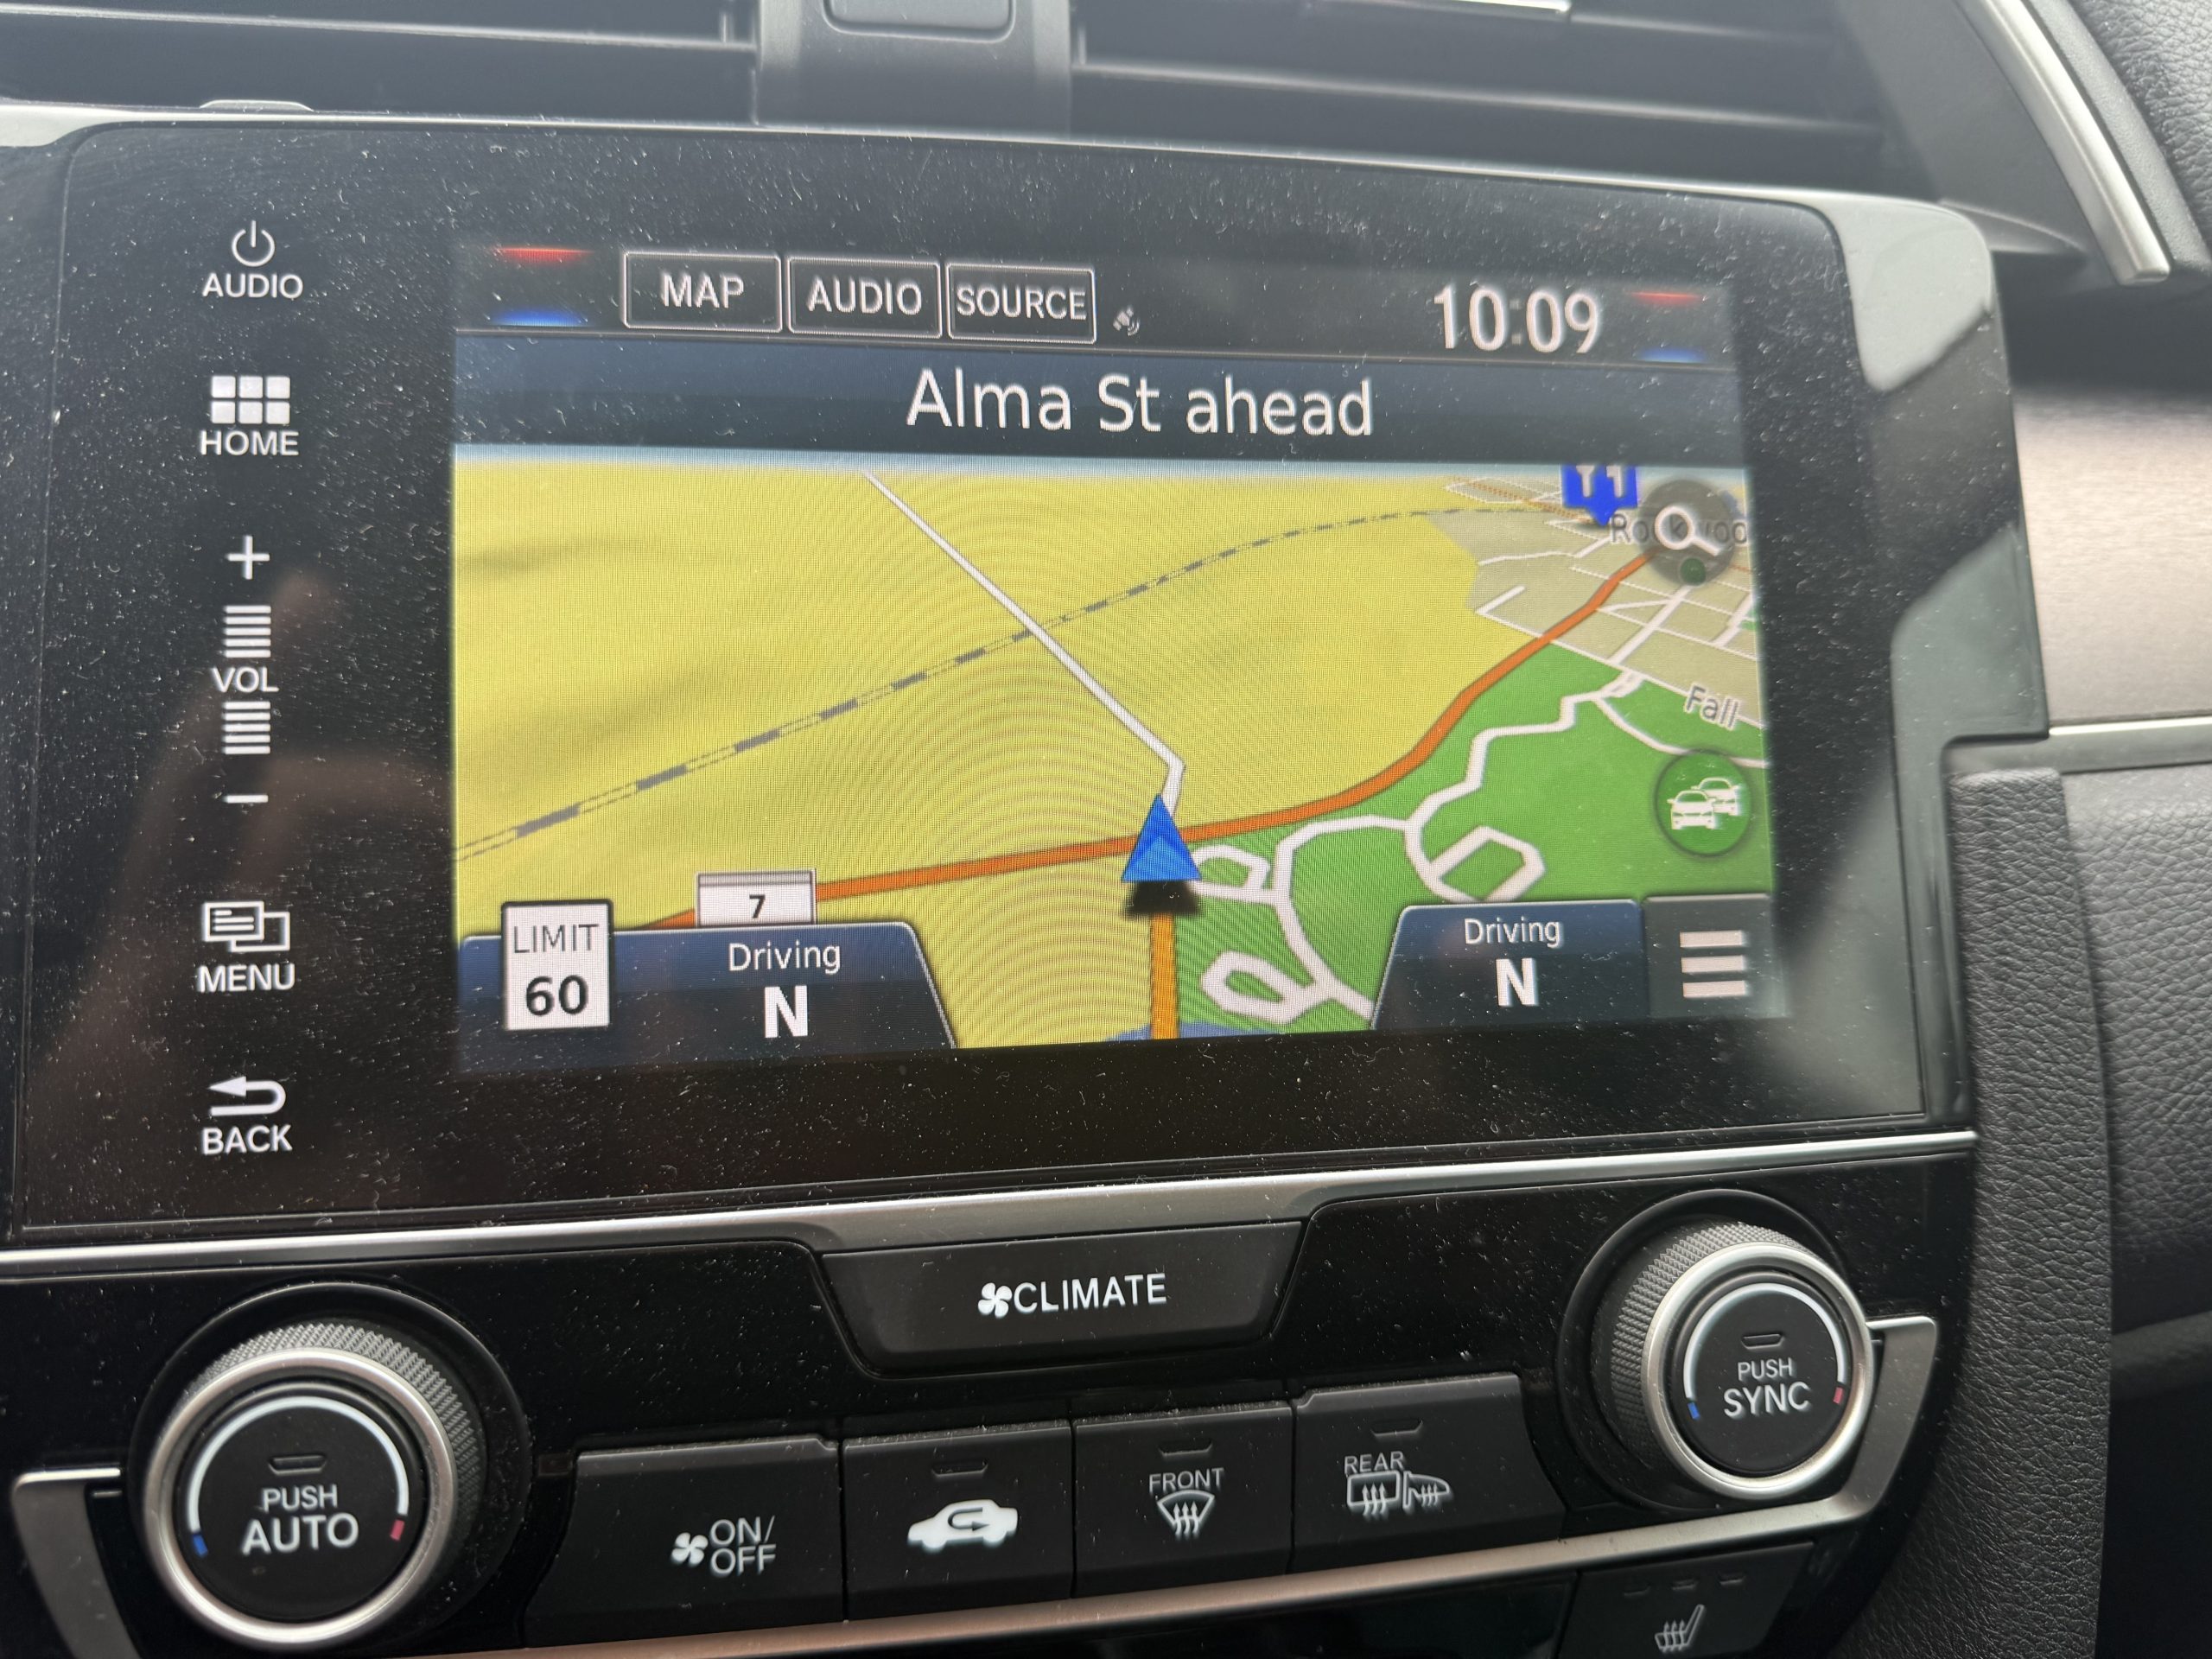 AUDIO
MAP
AUDIO
SOURCE
10:09
HOME
Alma St ahead
+
VOL
-
Fall
7
LIMIT
60
Driving
N
Driving
N
MENU
BACK
CLIMATE
PUSH
AUTO
ON/
OFF
FRONT
REAR
PUSH
SYNC